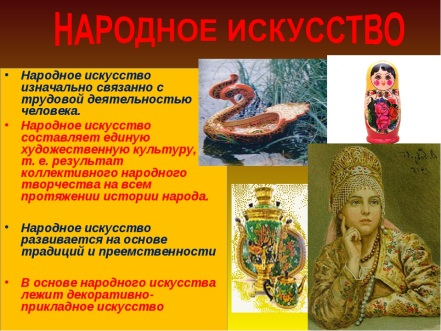 НАРОДНОЕ ИСКУССТВО
• Народное искусство
изначально связанно с
трудовой деятельностью
человека.
• Народное искусство
составляет единую
художественную культуру,
т. е. результат
коллективного народного
творчества на всем
протяжении истории народа.
• Народное искусство
развивается на основе
традиций и преемственности
• В основе народного искусства
лежит декоративно-
прикладное искусство